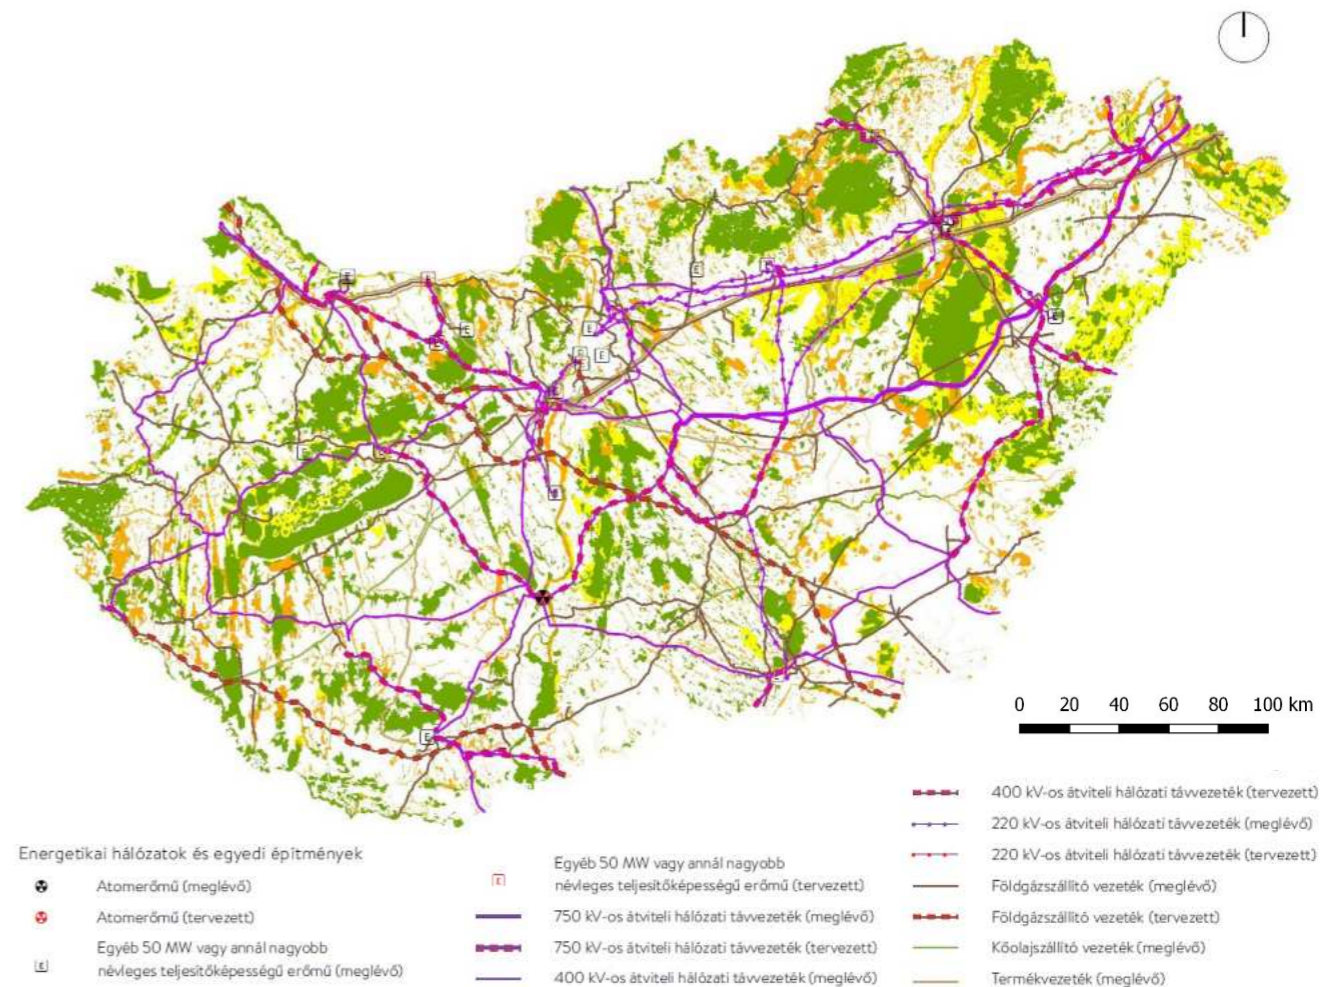 0 20 40 60 80 100 km
Energetikai hálózatok és egyedi építmények
Atomerőmű (meglévő)
Atomerőmű (tervezett)
E
Egyéb 50 MW vagy annál nagyobb
névleges teljesítőképességű erőmű (meglévő)
E
Egyéb 50 MW vagy annál nagyobb
névleges teljesítőképességű erőmű (tervezett)
750 kV-os átviteli hálózati távvezeték (meglévő)
750 kV-os átviteli hálózati távvezeték (tervezett)
400 kV-os átviteli hálózati távvezeték (meglévő)
400 kV-os átviteli hálózati távvezeték (tervezett)
220 kV-os átviteli hálózati távvezeték (meglévő)
220 kV-os átviteli hálózati távvezeték (tervezett)
Földgázszállító vezeték (meglévő)
Földgázszállító vezeték (tervezett)
Kőolajszállító vezeték (meglévő)
Termékvezeték (meglévő)